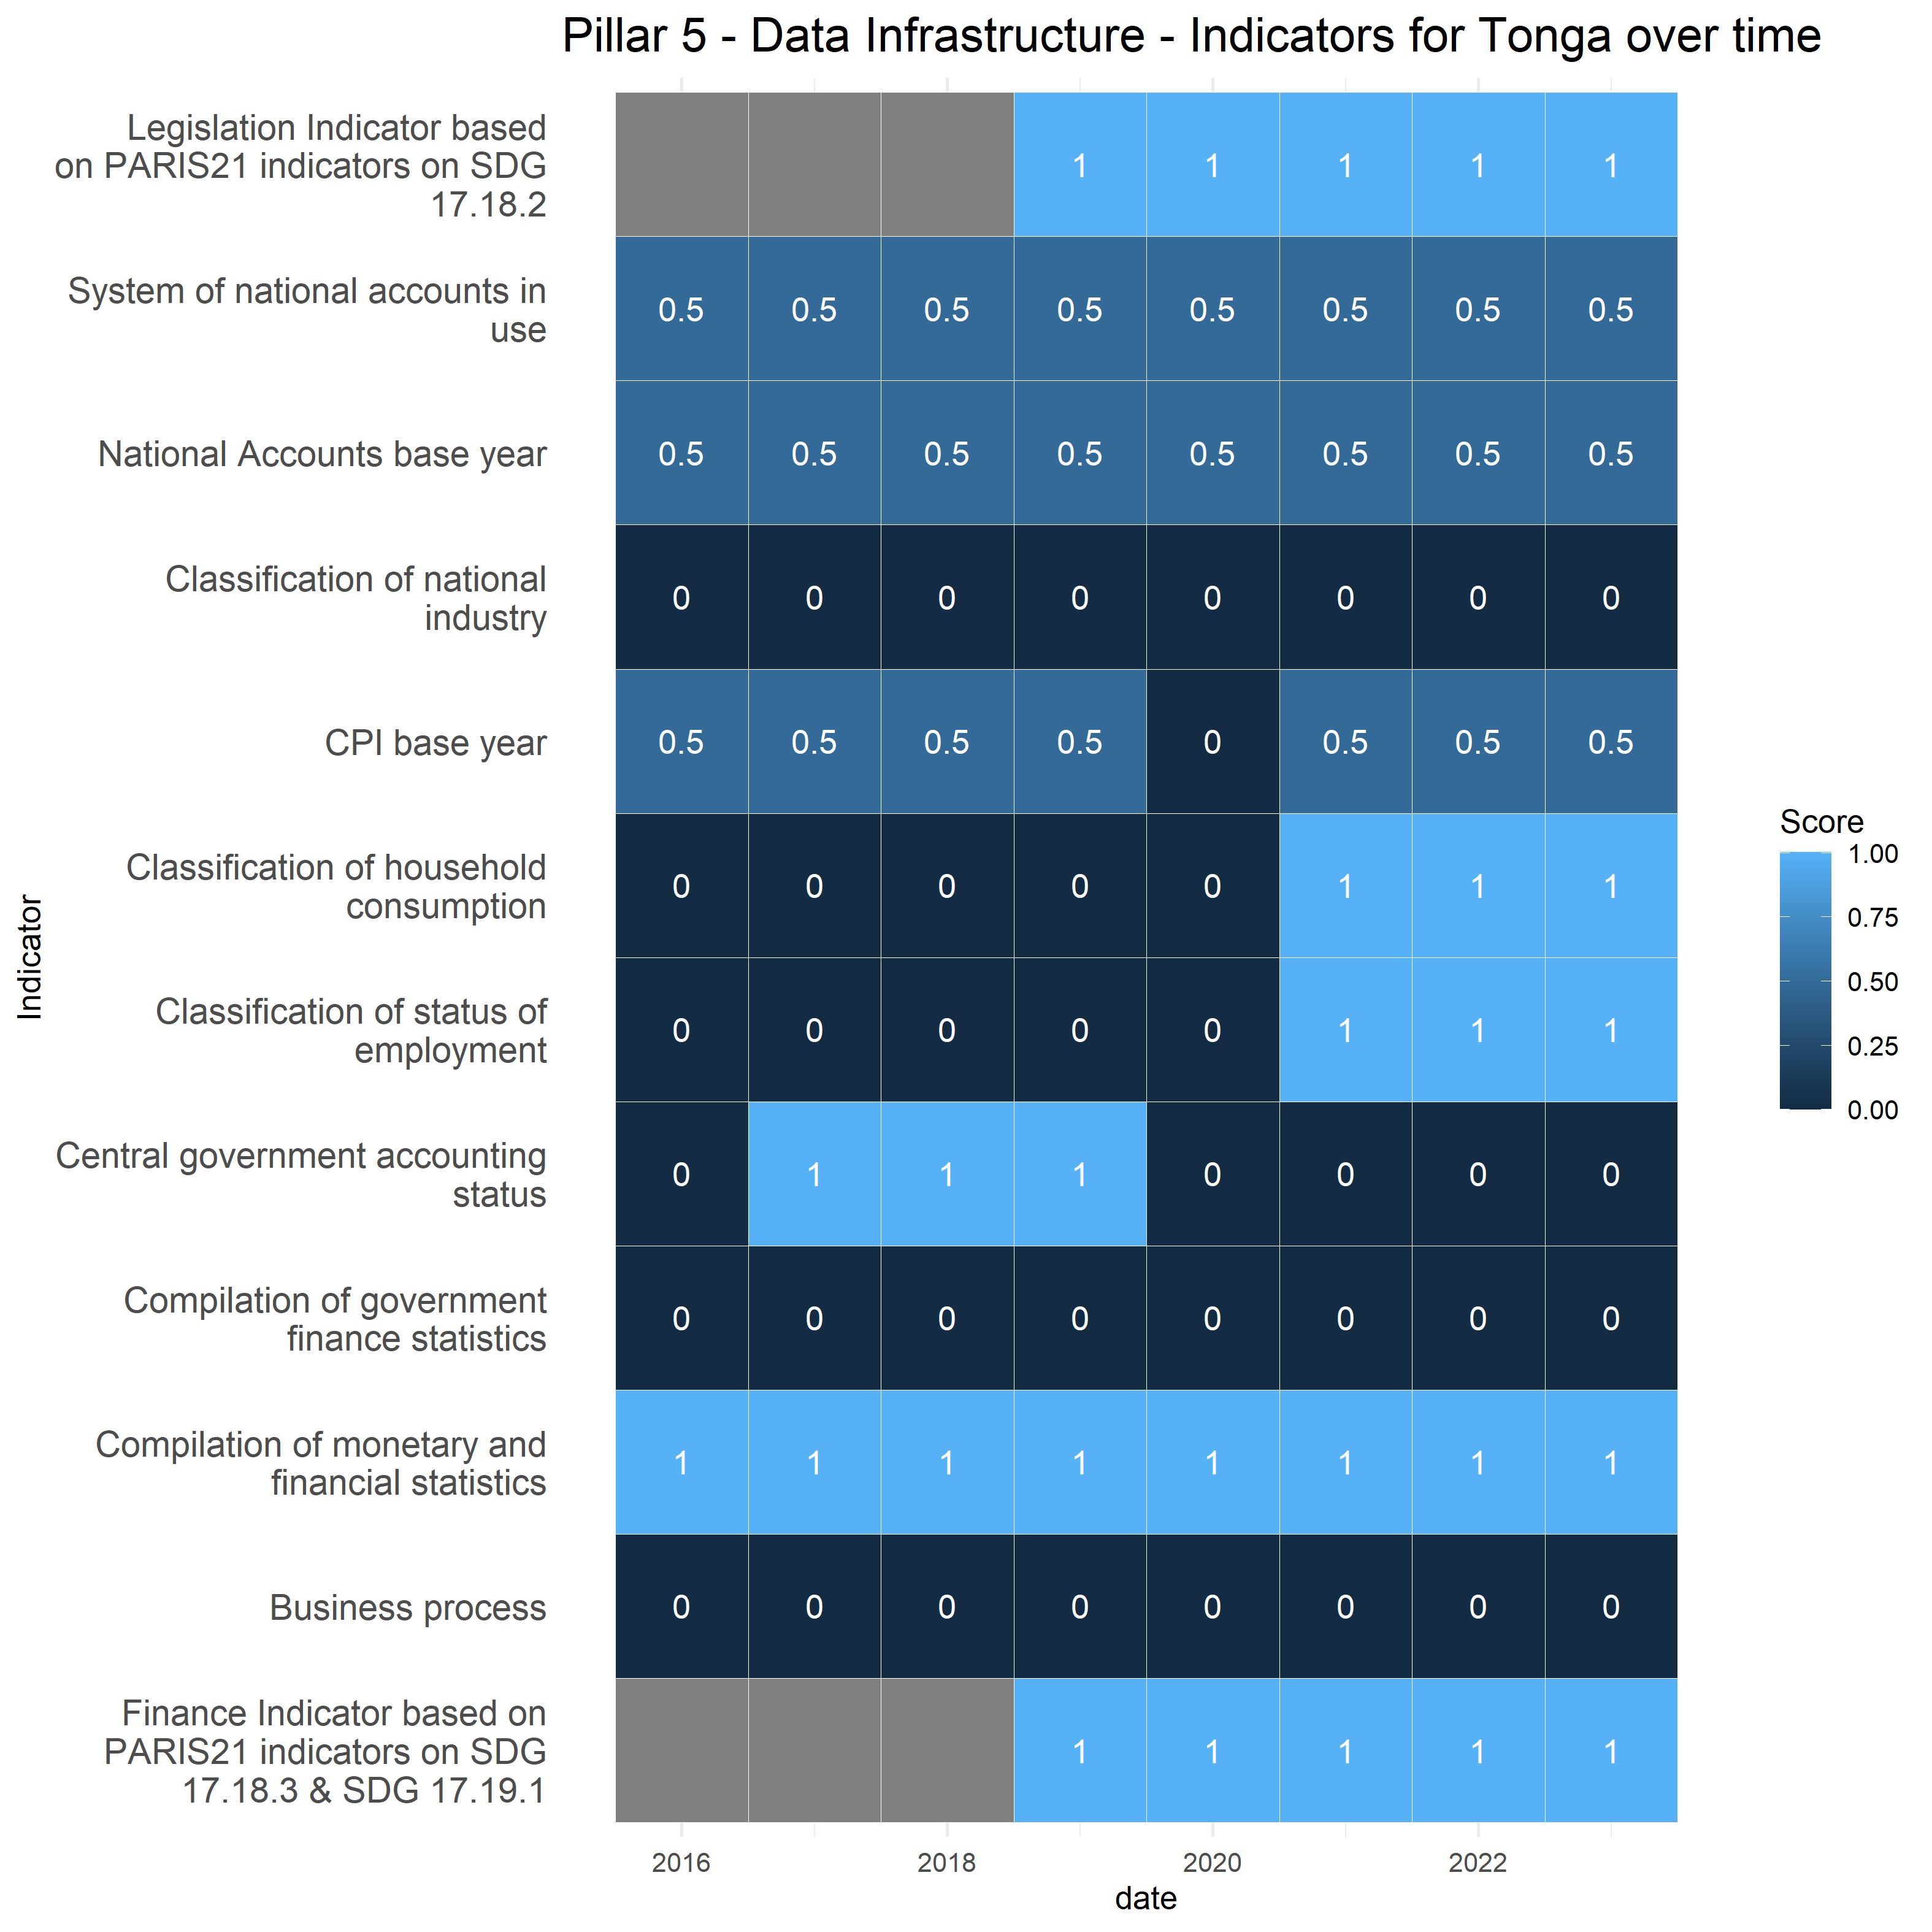 Pillar 5 - Data Infrastructure - Indicators for Tonga over time
Legislation Indicator based
on PARIS21 indicators on SDG
17.18.2
1 1 1 1 1
System of national accounts in
use
0.5 0.5 0.5 0.5 0.5 0.5 0.5 0.5
National Accounts base year
0.5 0.5 0.5 0.5 0.5 0.5 0.5 0.5
Classification of national
industry
0 0 0 0 0 0 0 0
CPI base year
0.5 0.5 0.5 0.5 0 0.5 0.5 0.5
Classification of household
consumption
0 0 0 0 0 1 1 1
Classification of status of
employment
0 0 0 0 0 1 1 1
Central government accounting
status
0 1 1 1 0 0 0 0
Compilation of government
finance statistics
0 0 0 0 0 0 0 0
Compilation of monetary and
financial statistics
1 1 1 1 1 1 1 1
Business process
0 0 0 0 0 0 0 0
Finance Indicator based on
PARIS21 indicators on SDG
17.18.3 & SDG 17.19.1
1 1 1 1 1
2016 2018 2020 2022
date
Indicator
Score
1.00
0.75
0.50
0.25
0.00